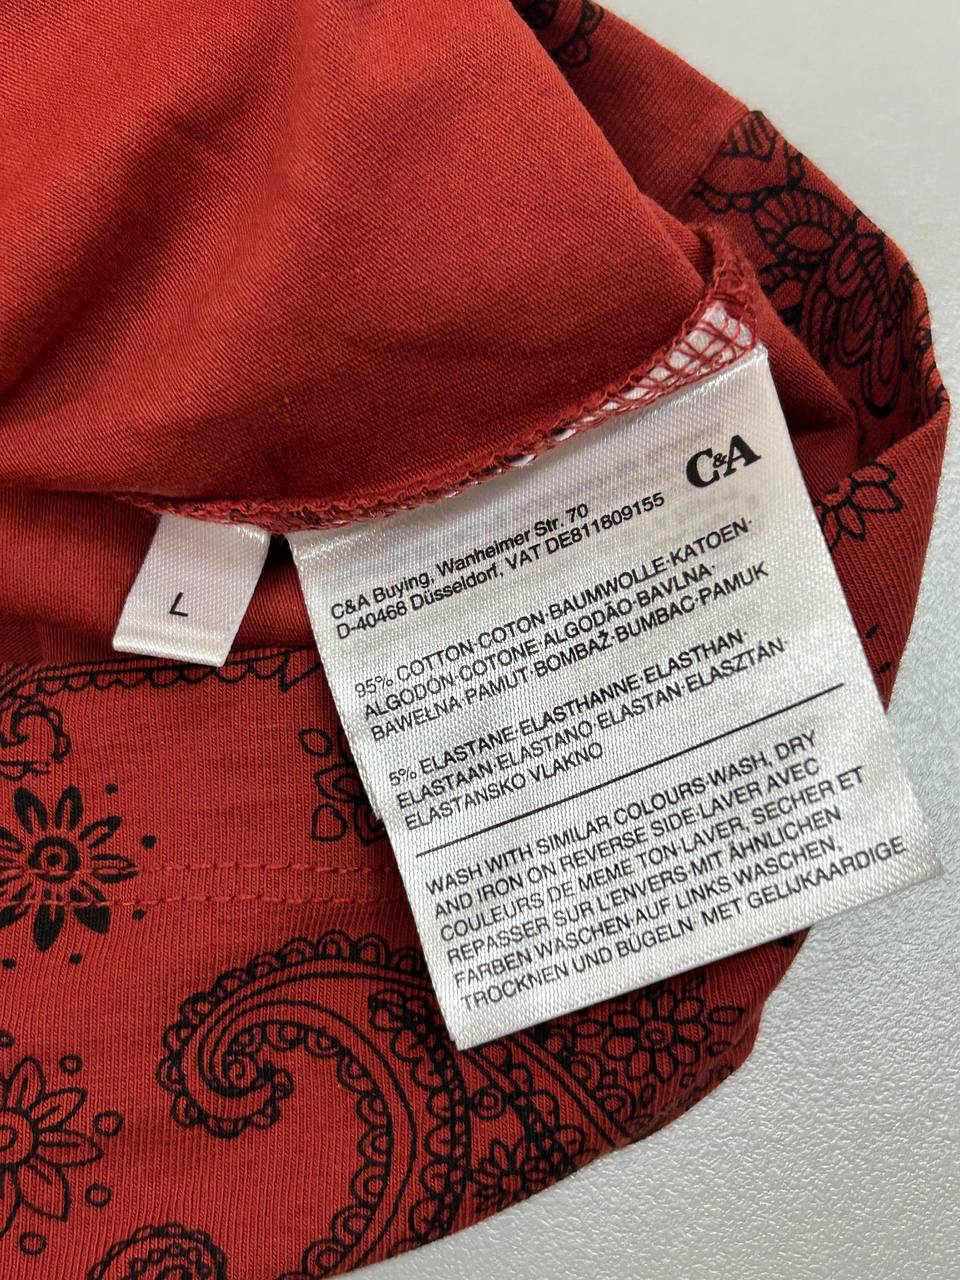 C&A
C&A Buying, Wanheimer Str. 70
D-40468 Düsseldorf, VAT DE811809155
95% COTTON·COTON·BAUMWOLLE·KATOEN·
ALGODON·COTONE·ALGODÃO·BAVLNA·
BAWEŁNA·PAMUT·BOMBAŽ·BUMBAC·PAMUK
5% ELASTANE·ELASTHANNE·ELASTHAN·
ELASTAAN·ELASTANO·ELASTAN·ELASZTÁN·
ELASTANSKO VLAKNO
WASH WITH SIMILAR COLOURS·WASH, DRY
AND IRON ON REVERSE SIDE·LAVER AVEC
COULEURS DE MEME TON·LAVER, SECHER ET
REPASSER SUR L'ENVERS·MIT ÄHNLICHEN
FARBEN WASCHEN·AUF LINKS WASCHEN,
TROCKNEN UND BÜGELN· MET GELIJKAARDIGE
L